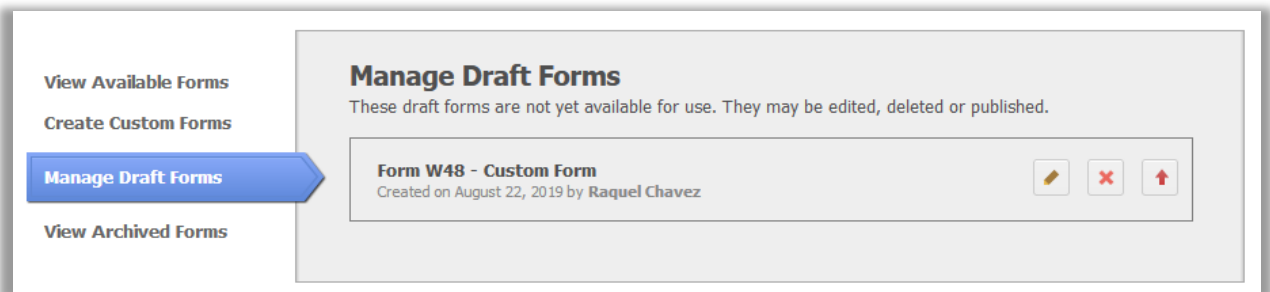 View Available Forms
Create Custom Forms
Manage Draft Forms
View Archived Forms
Manage Draft Forms
These draft forms are not yet available for use. They may be edited, deleted or published.
Form W48 - Custom Form
Created on August 22, 2019 by Raquel Chavez